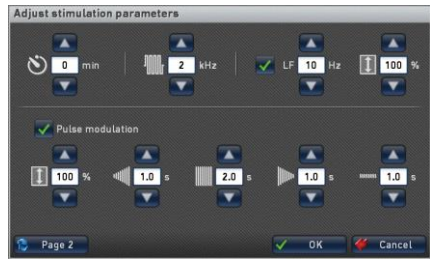 Adjust stimulation parameters
0 min 2 kHz LF 10 Hz 100 %
Pulse modulation
100 % 1.0 s 2.0 s 1.0 s 1.0 s
Page 2 OK Cancel